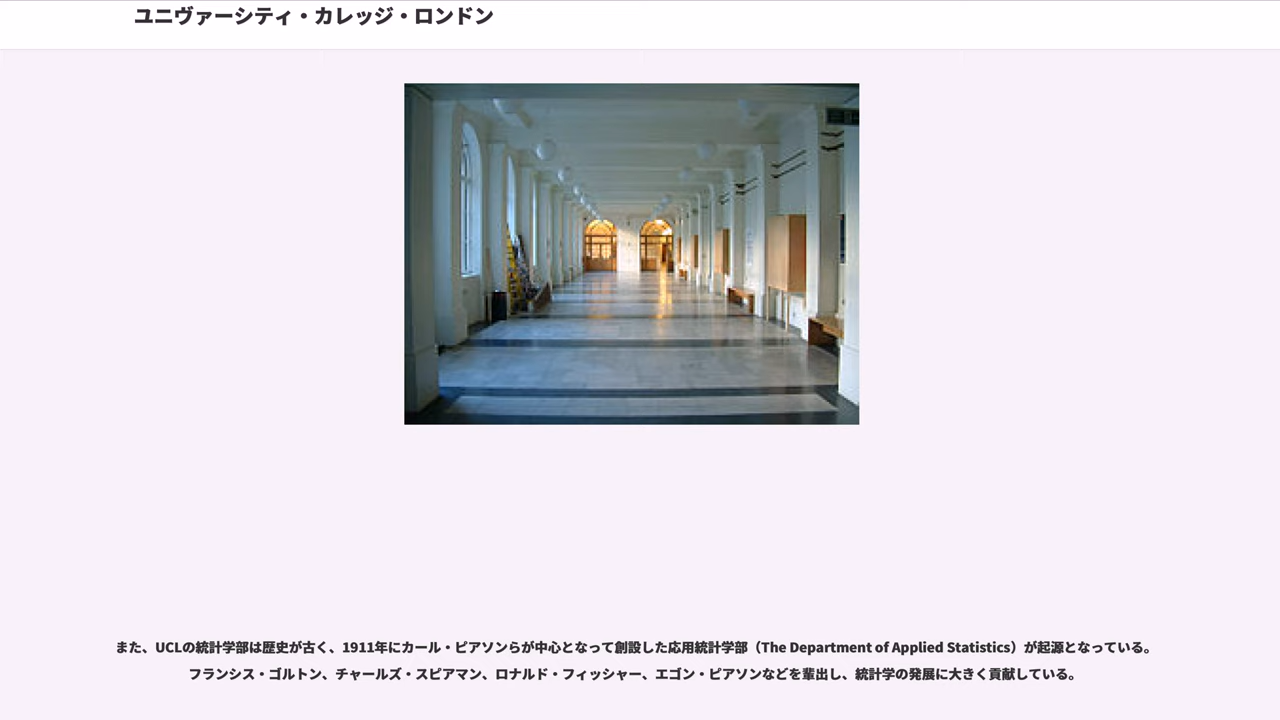 ユニヴァーシティ・カレッジ・ロンドン
また、UCLの統計学部は歴史が古く、1911年にカール・ピアソンらが中心となって創設した応用統計学部（The Department of Applied Statistics）が起源となっている。
フランシス・ゴルトン、チャールズ・スピアマン、ロナルド・フィッシャー、エゴン・ピアソンなどを輩出し、統計学の発展に大きく貢献している。